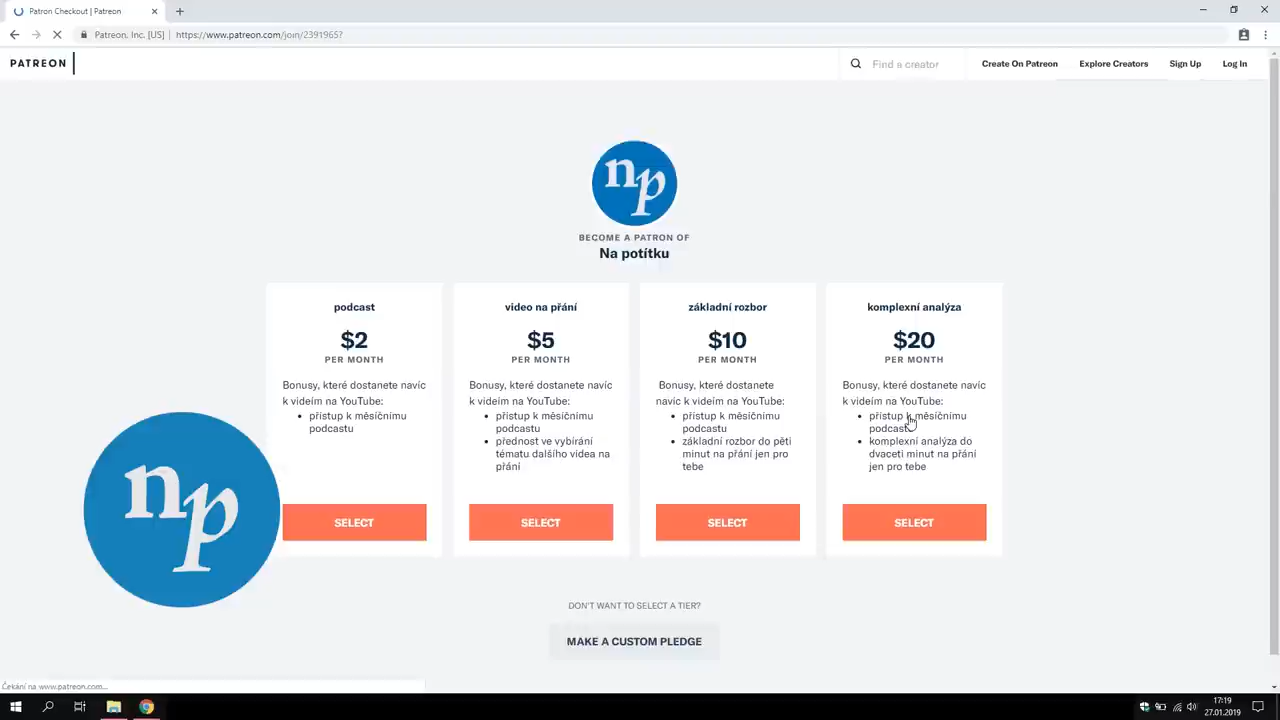 Patron Checkout | Patreon
Patreon, Inc. [US] | https://www.patreon.com/join/2391965?
PATREON
Find a creator
Create On Patreon
Explore Creators
Sign Up
Log In
np
BECOME A PATRON OF
Na potítku
podcast
$2
PER MONTH
Bonusy, které dostanete navíc
k videím na YouTube:
přístup k měsíčnímu
podcastu
SELECT
video na přání
$5
PER MONTH
Bonusy, které dostanete navíc
k videím na YouTube:
přístup k měsíčnímu
podcastu
přednost ve vybírání
tématu dalšího videa na
přání
SELECT
základní rozbor
$10
PER MONTH
Bonusy, které dostanete
navíc k videím na YouTube:
přístup k měsíčnímu
podcastu
základní rozbor do pěti
minut na přání jen pro
tebe
SELECT
komplexní analýza
$20
PER MONTH
Bonusy, které dostanete navíc
k videím na YouTube:
přístup k měsíčnímu
podcastu
komplexní analýza do
dvaceti minut na přání
jen pro tebe
SELECT
np
DON'T WANT TO SELECT A TIER?
MAKE A CUSTOM PLEDGE
Čekání na www.patreon.com...
17:19
27.01.2019